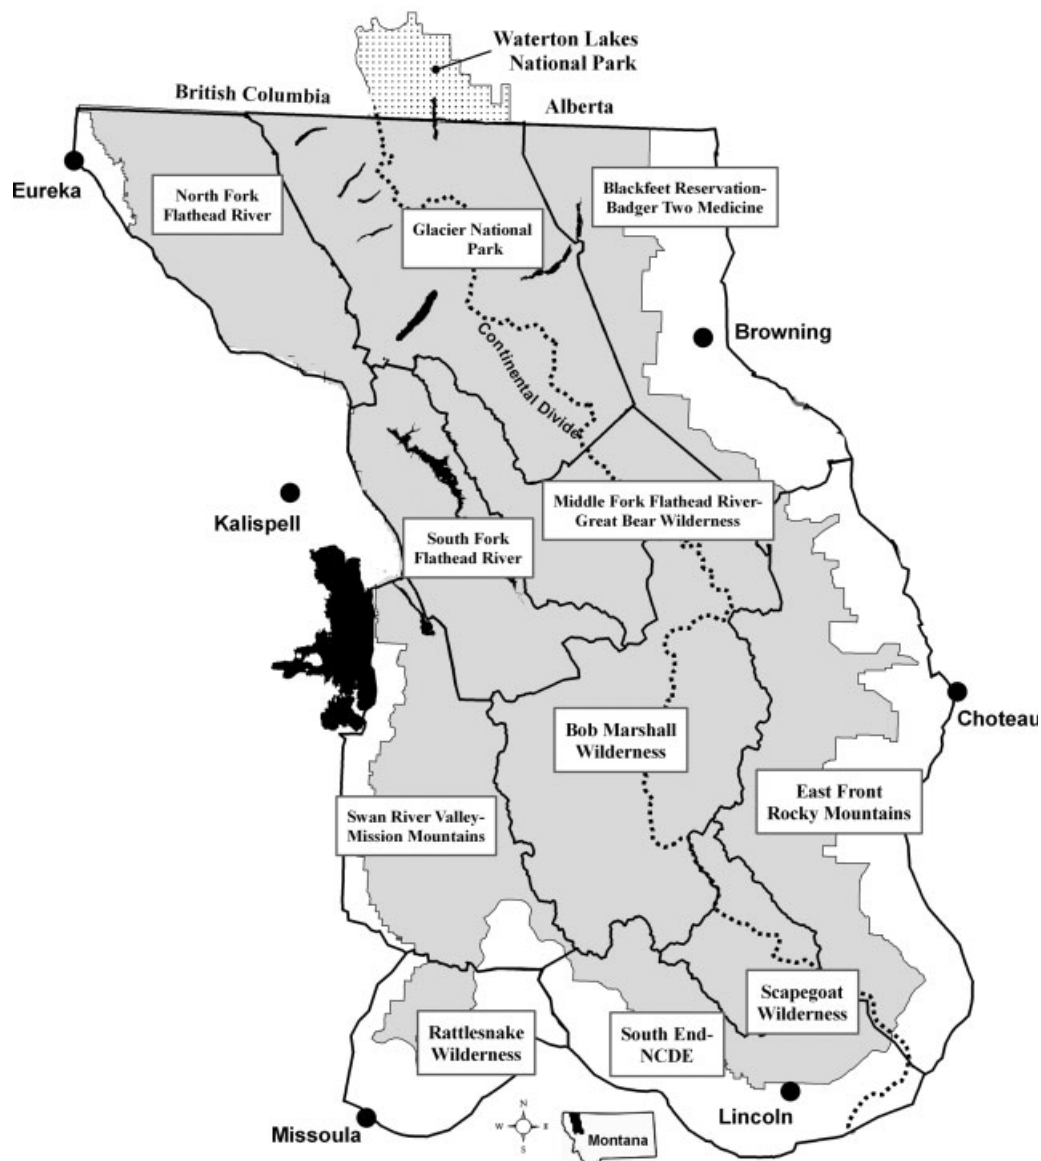 Waterton Lakes
National Park
British Columbia
Alberta
Eureka
North Fork
Flathead River
Blackfeet Reservation-
Badger Two Medicine
Glacier National
Park
Continental Divide
Browning
Kalispell
Middle Fork Flathead River-
Great Bear Wilderness
South Fork
Flathead River
Choteau
Bob Marshall
Wilderness
East Front
Rocky Mountains
Swan River Valley-
Mission Mountains
Scapegoat
Wilderness
Rattlesnake
Wilderness
South End-
NCDE
Lincoln
Missoula
N
W E
S
Montana